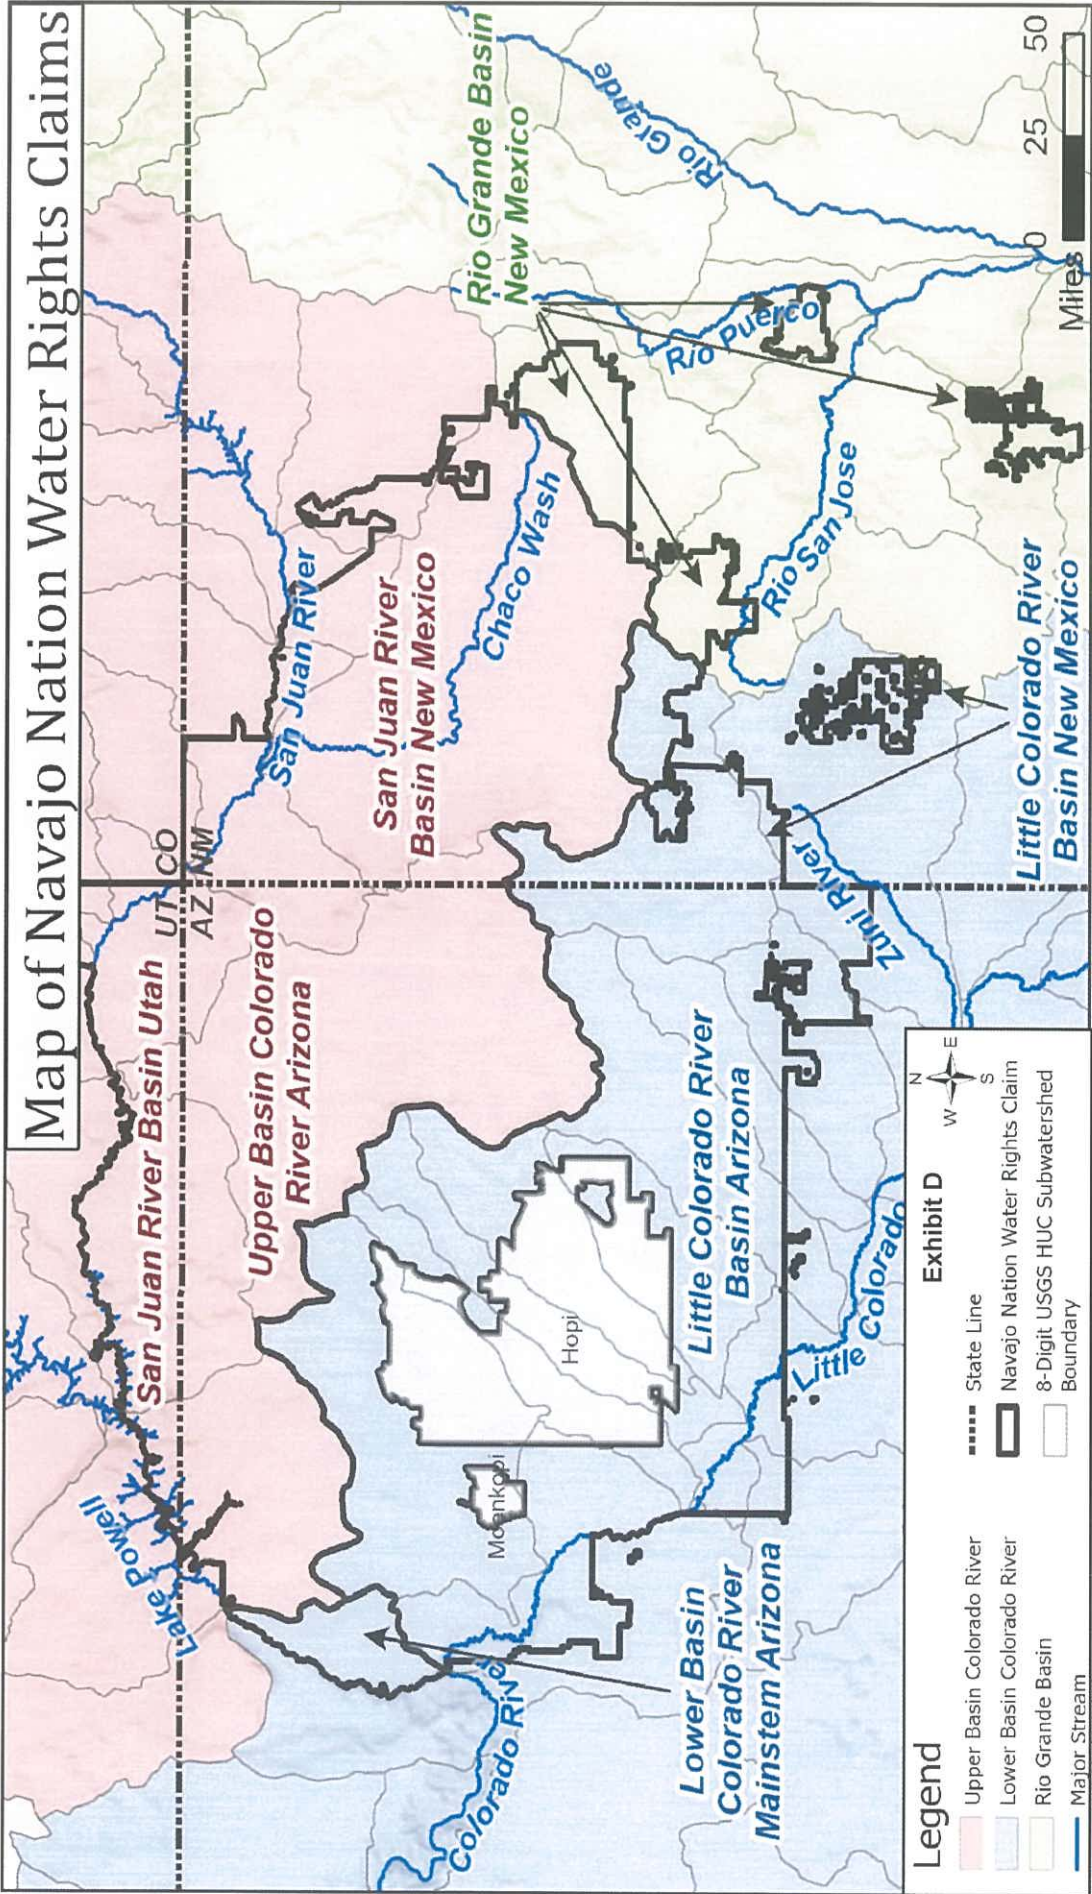 Map of Navajo Nation Water Rights Claims
San Juan River Basin Utah
UT
CO
AZ
NM
Lake Powell
Upper Basin Colorado
River Arizona
San Juan River
San Juan River
San Juan River
Basin New Mexico
Chaco Wash
Rio Grande Basin
New Mexico
Rio Grande
Rio Puerco
Rio San Jose
Moenkopi
Hopi
Little Colorado River
Basin Arizona
Zuni River
Little Colorado River
Basin New Mexico
Colorado River
Lower Basin
Colorado River
Mainstem Arizona
Little Colorado
Miles
0
25
50
Legend
Upper Basin Colorado River
Lower Basin Colorado River
Rio Grande Basin
Major Stream
Exhibit D
State Line
Navajo Nation Water Rights Claim
8-Digit USGS HUC Subwatershed
Boundary
N
W
E
S